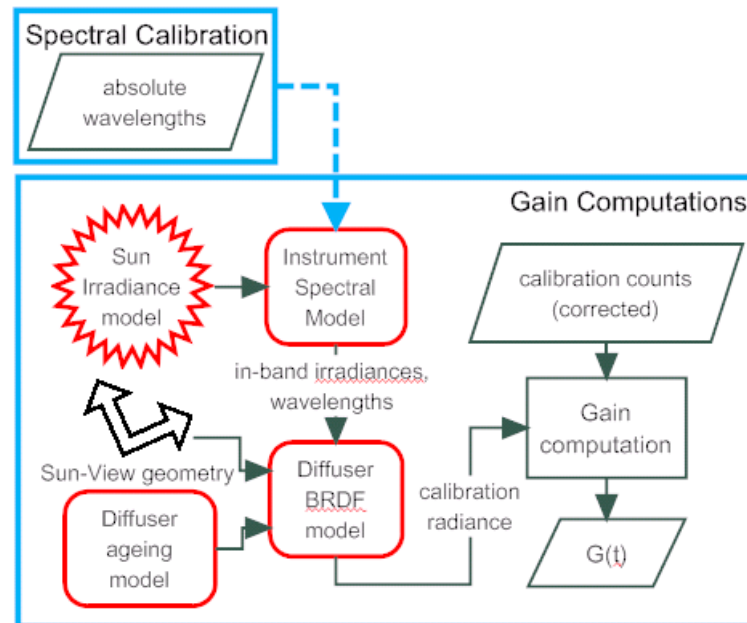 Spectral Calibration
absolute
wavelengths
Gain Computations
Sun
Irradiance
model
Instrument
Spectral
Model
calibration counts
(corrected)
in-band irradiances,
wavelengths
Gain
computation
Sun-View geometry
Diffuser
BRDF
model
calibration
radiance
Diffuser
ageing
model
G(t)